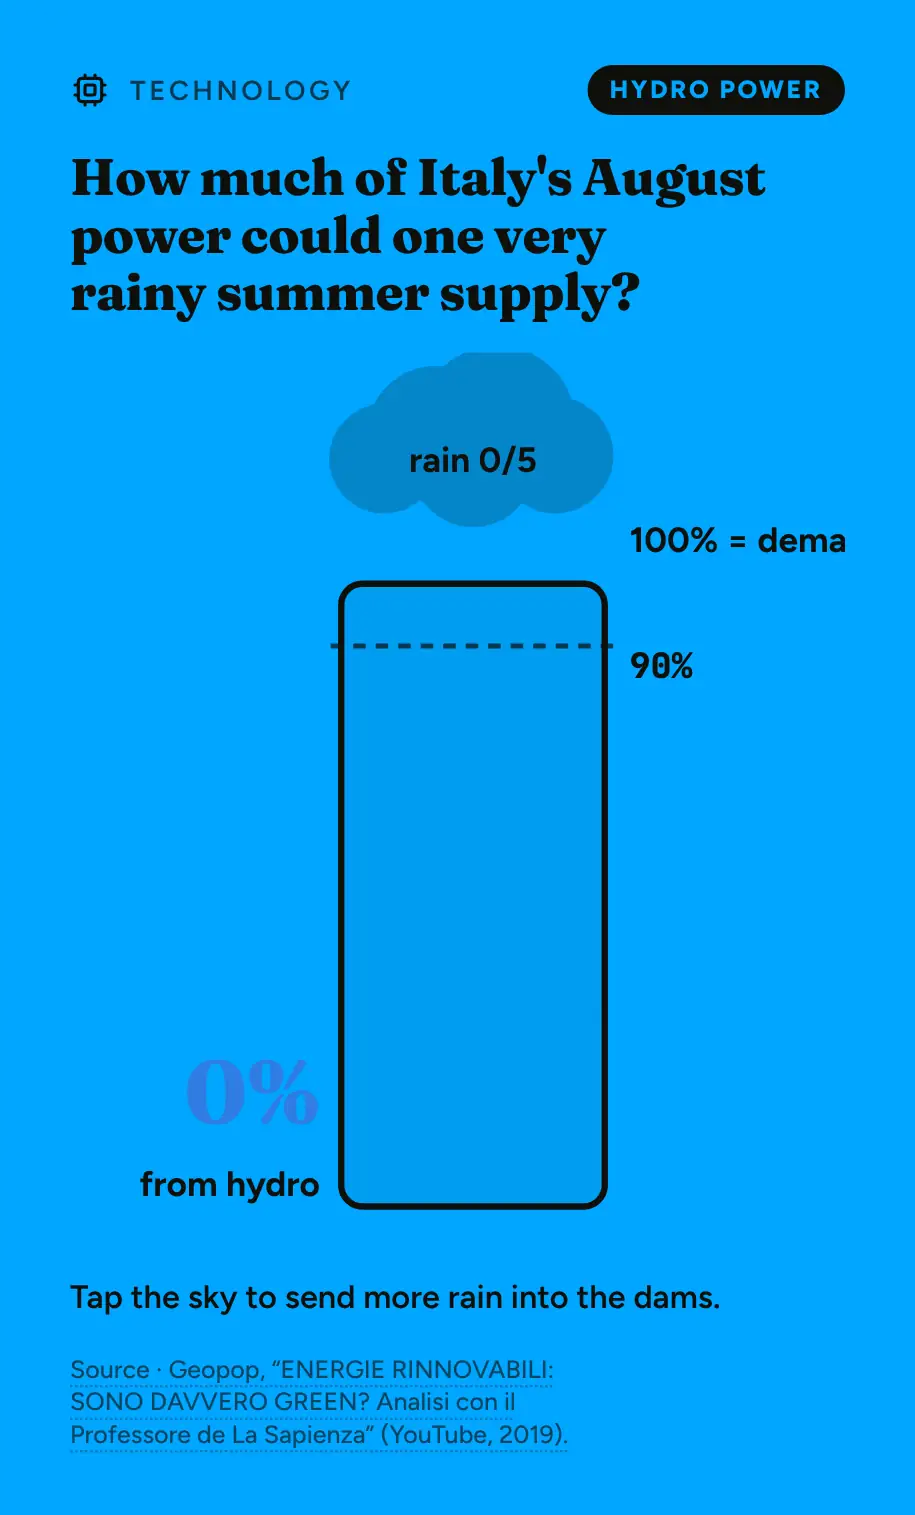 TECHNOLOGY
HYDRO POWER
How much of Italy's August
power could one very
rainy summer supply?
rain 0/5
100% = dema
90%
0%
from hydro
Tap the sky to send more rain into the dams.
Source · Geopop, “ENERGIE RINNOVABILI:
SONO DAVVERO GREEN? Analisi con il
Professore de La Sapienza” (YouTube, 2019).